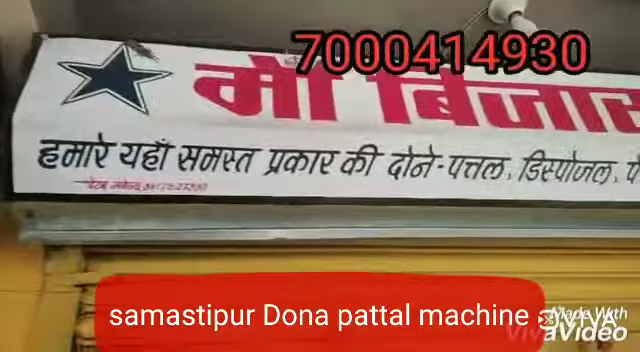 7000414930
माँ बिजास
हमारे यहाँ समस्त प्रकार की दोने-पत्तल, डिस्पोजल,
samastipur Dona pattal machine
Made With
VivaVideo